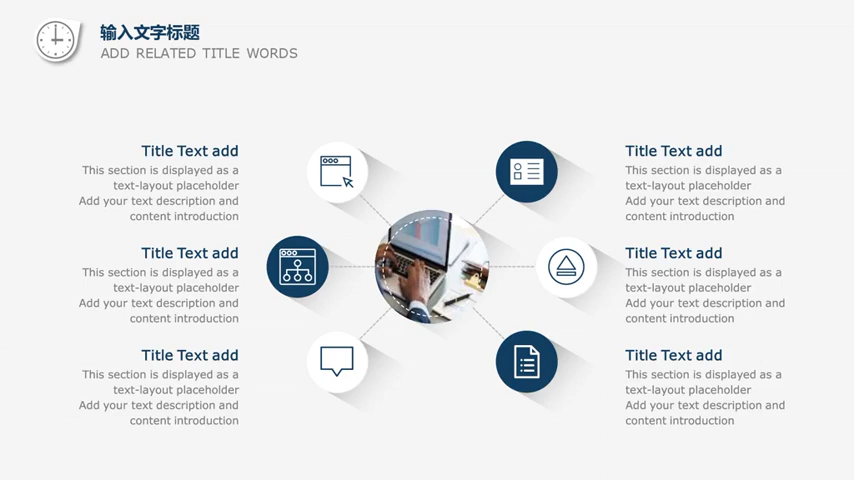 输入文字标题
ADD RELATED TITLE WORDS
Title Text add
This section is displayed as a
text-layout placeholder
Add your text description and
content introduction
Title Text add
This section is displayed as a
text-layout placeholder
Add your text description and
content introduction
Title Text add
This section is displayed as a
text-layout placeholder
Add your text description and
content introduction
Title Text add
This section is displayed as a
text-layout placeholder
Add your text description and
content introduction
Title Text add
This section is displayed as a
text-layout placeholder
Add your text description and
content introduction
Title Text add
This section is displayed as a
text-layout placeholder
Add your text description and
content introduction